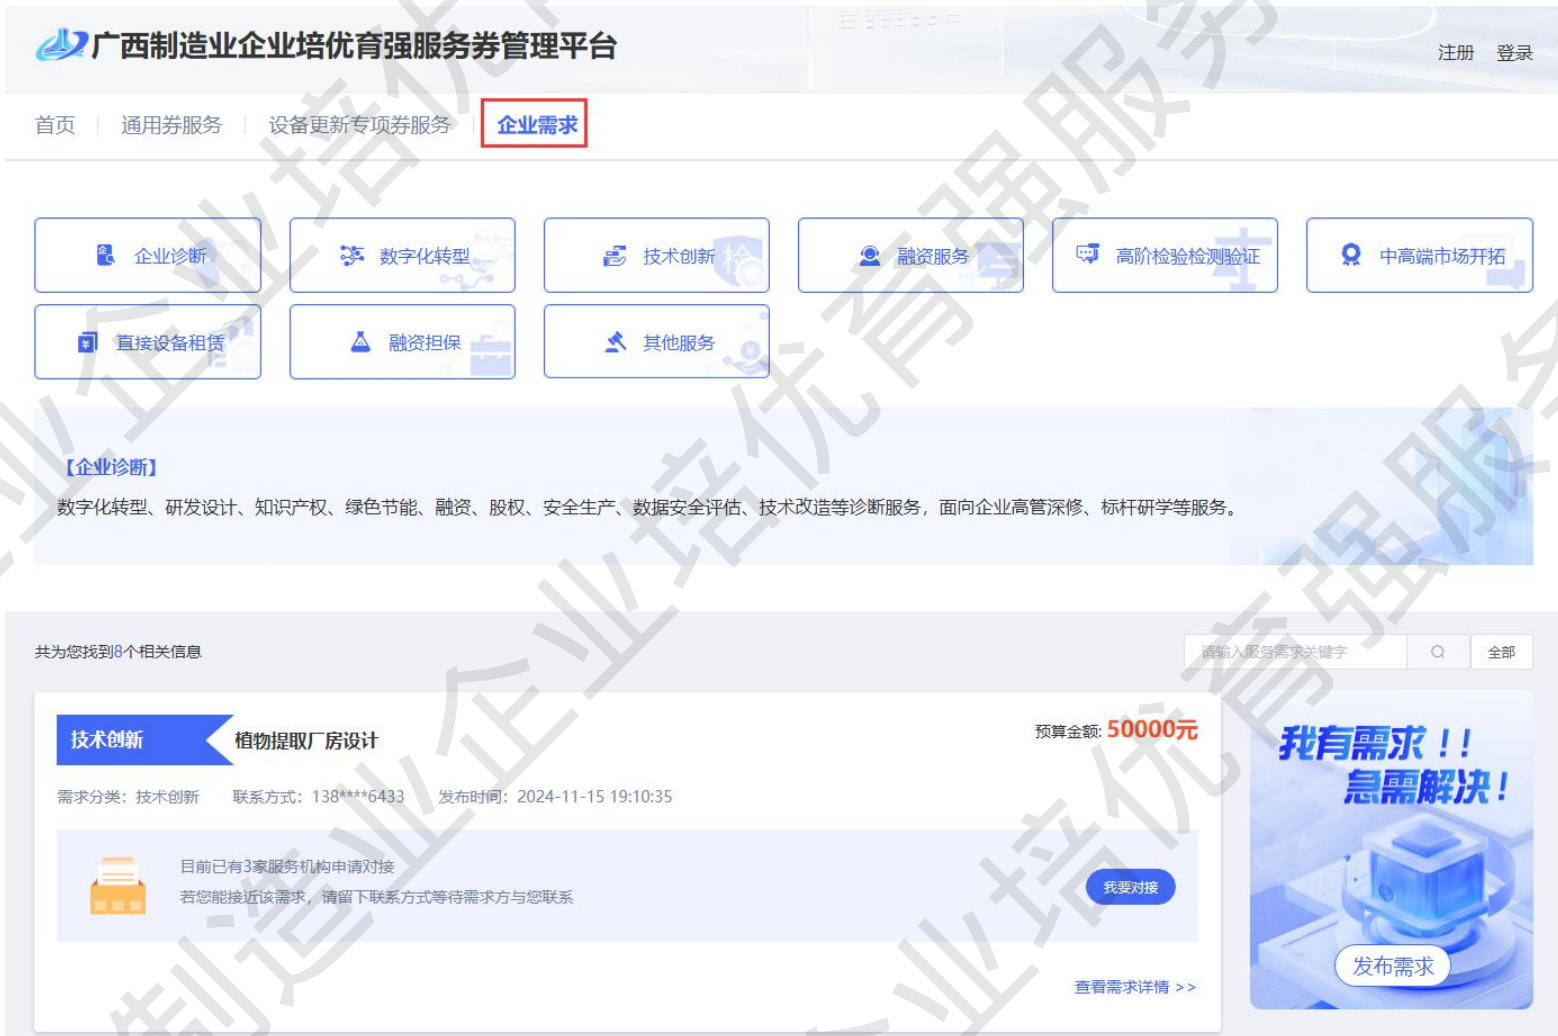 广西制造业企业培优育强服务券管理平台
注册 登录
首页 通用券服务 设备更新专项券服务 企业需求
企业诊断 数字化转型 技术创新 融资服务 高阶检验检测验证 中高端市场开拓
直接设备租赁 融资担保 其他服务
【企业诊断】
数字化转型、研发设计、知识产权、绿色节能、融资、股权、安全生产、数据安全评估、技术改造等诊断服务，面向企业高管深修、标杆研学等服务。
共为您找到8个相关信息
请输入服务需求关键字 全部
技术创新 植物提取厂房设计 预算金额: 50000元
需求分类：技术创新 联系方式：138****6433 发布时间：2024-11-15 19:10:35
目前已有3家服务机构申请对接
若您能接近该需求，请留下联系方式等待需求方与您联系
我要对接
查看需求详情 >>
我有需求！！
急需解决！
发布需求